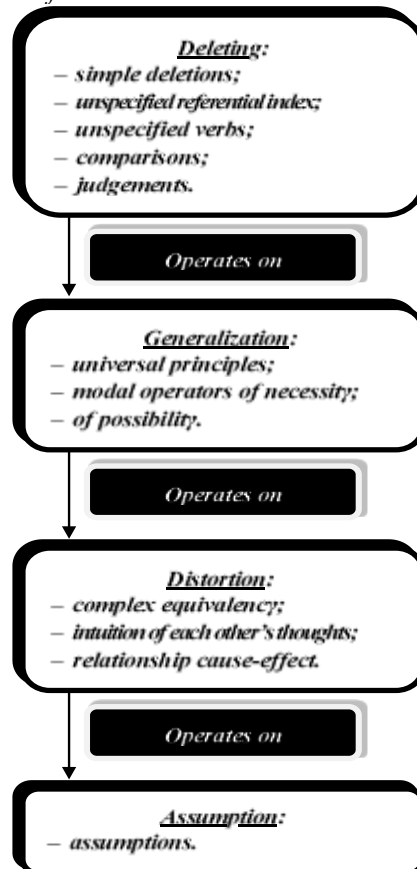 Deleting:
– simple deletions;
– unspecified referential index;
– unspecified verbs;
– comparisons;
– judgements.
Operates on
Generalization:
– universal principles;
– modal operators of necessity;
– of possibility.
Operates on
Distortion:
– complex equivalency;
– intuition of each other's thoughts;
– relationship cause-effect.
Operates on
Assumption:
– assumptions.